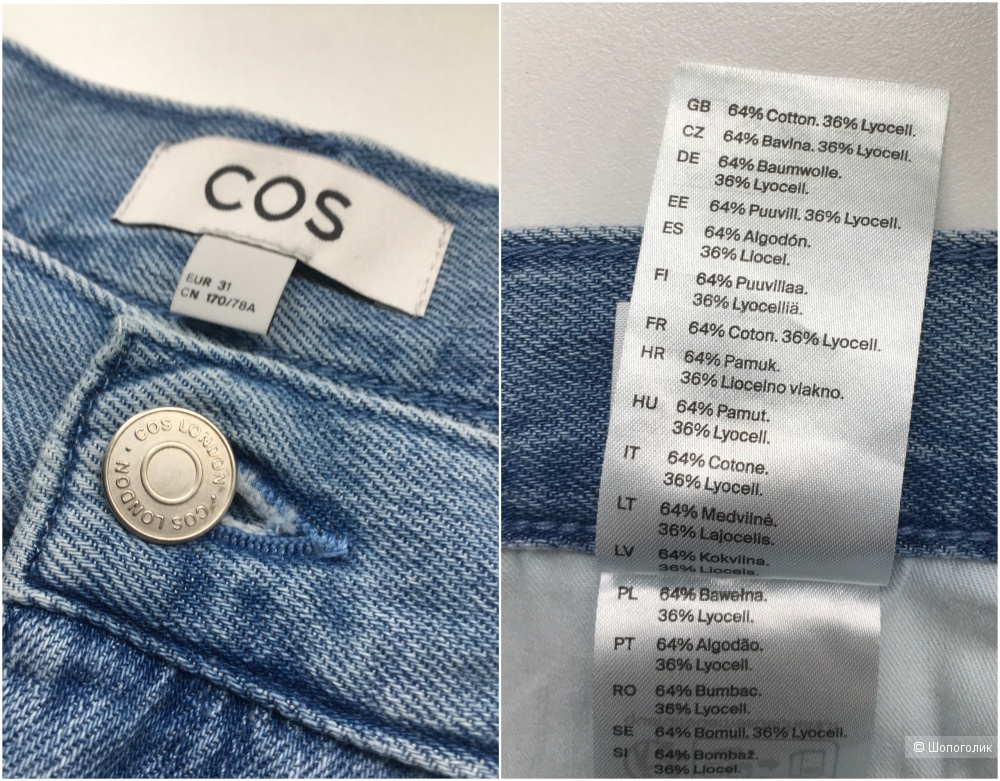 COS
EUR 31
CN 170/78A
COS LONDON · COS LONDON ·
GB 64% Cotton. 36% Lyocell.
CZ 64% Bavlna. 36% Lyocell.
DE 64% Baumwolle.
36% Lyocell.
EE 64% Puuvill. 36% Lyocell.
ES 64% Algodón.
36% Liocel.
FI 64% Puuvillaa.
36% Lyocelliä.
FR 64% Coton. 36% Lyocell.
HR 64% Pamuk.
36% Liocelno vlakno.
HU 64% Pamut.
36% Lyocell.
IT 64% Cotone.
36% Lyocell.
LT 64% Medvilnė.
36% Lajocelis.
LV 64% Kokvilna.
36% Liocels.
PL 64% Bawełna.
36% Lyocell.
PT 64% Algodão.
36% Lyocell.
RO 64% Bumbac.
36% Lyocell.
SE 64% Bomull. 36% Lyocell.
SI 64% Bombaž.
36% Liocel.
© Шопоголик